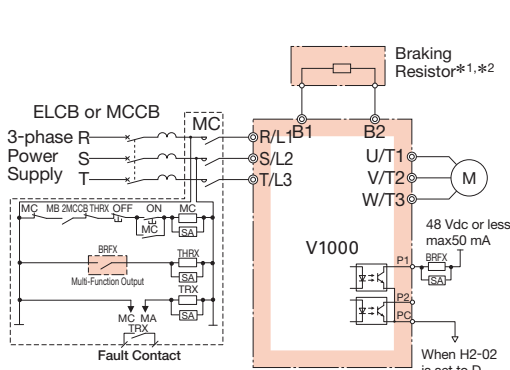 Braking
Resistor*1,*2
ELCB or MCCB
MC
B1
B2
3-phase R
Power S
Supply T
R/L1
S/L2
T/L3
U/T1
V/T2
W/T3
M
V1000
MC MB 2MCCB THRX OFF ON MC
MC
SA
BRFX
Multi-Function Output
THRX
SA
TRX
SA
MC MA
TRX
Fault Contact
48 Vdc or less
max50 mA
P1
BRFX
SA
P2
PC
When H2-02
is set to D